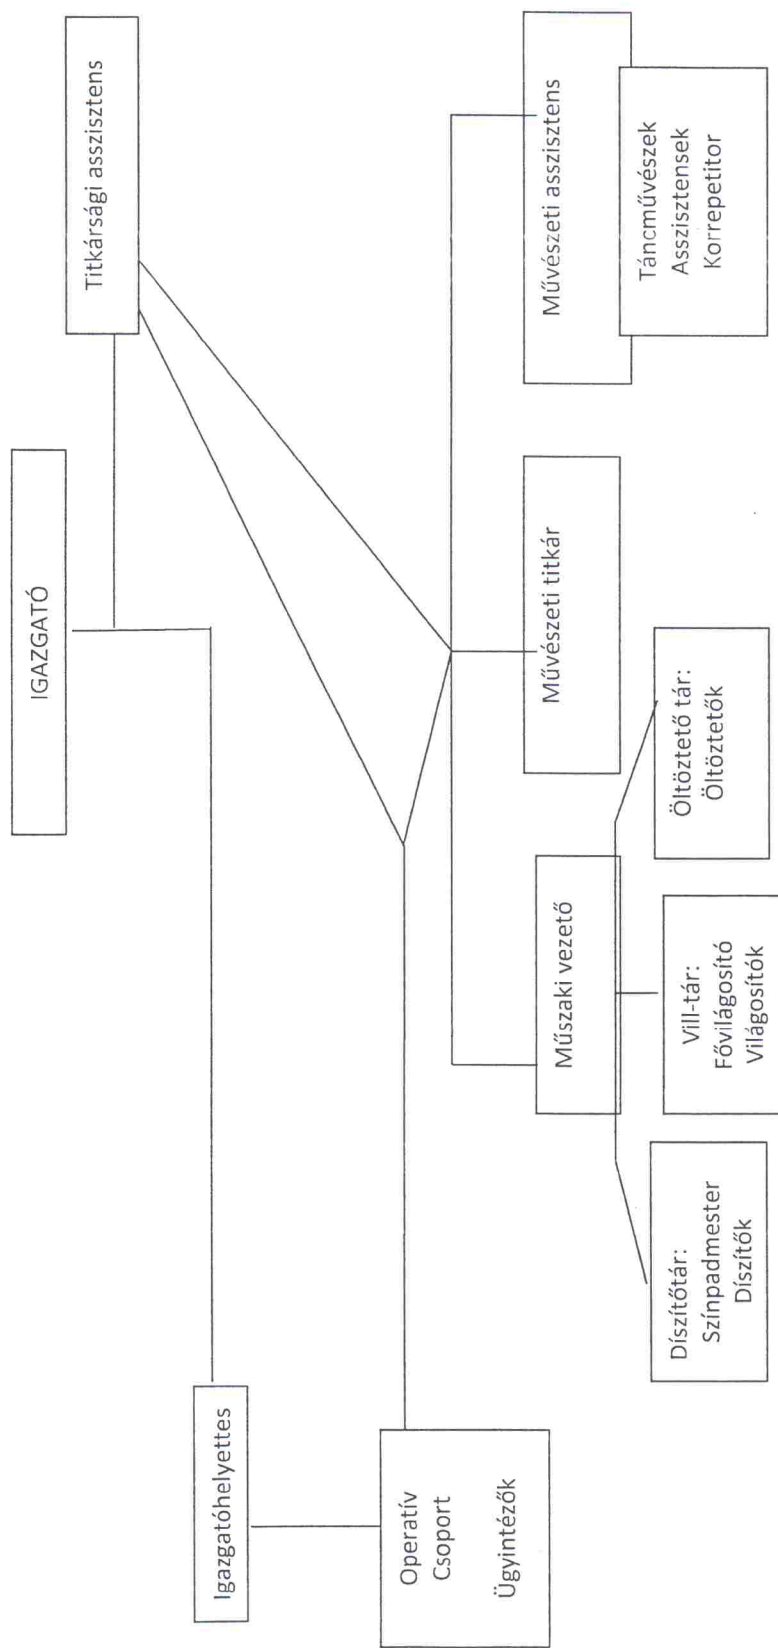 IGAZGATÓ
Titkársági asszisztens
Igazgatóhelyettes
Operatív
Csoport
Ügyintézők
Műszaki vezető
Művészeti titkár
Művészeti asszisztens
Táncművészek
Asszisztensek
Korrepetitor
Díszítőtár:
Színpadmester
Díszítők
Vill-tár:
Fővilágosító
Világosítók
Öltöztető tár:
Öltöztetők